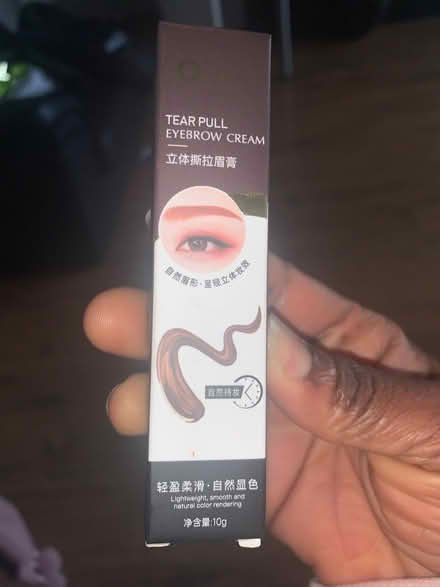 TEAR PULL
EYEBROW CREAM
立体撕拉眉膏
自然眉形·呈现立体妆效
自然持妆
轻盈柔滑·自然显色
Lightweight, smooth and
natural color rendering
净含量:10g